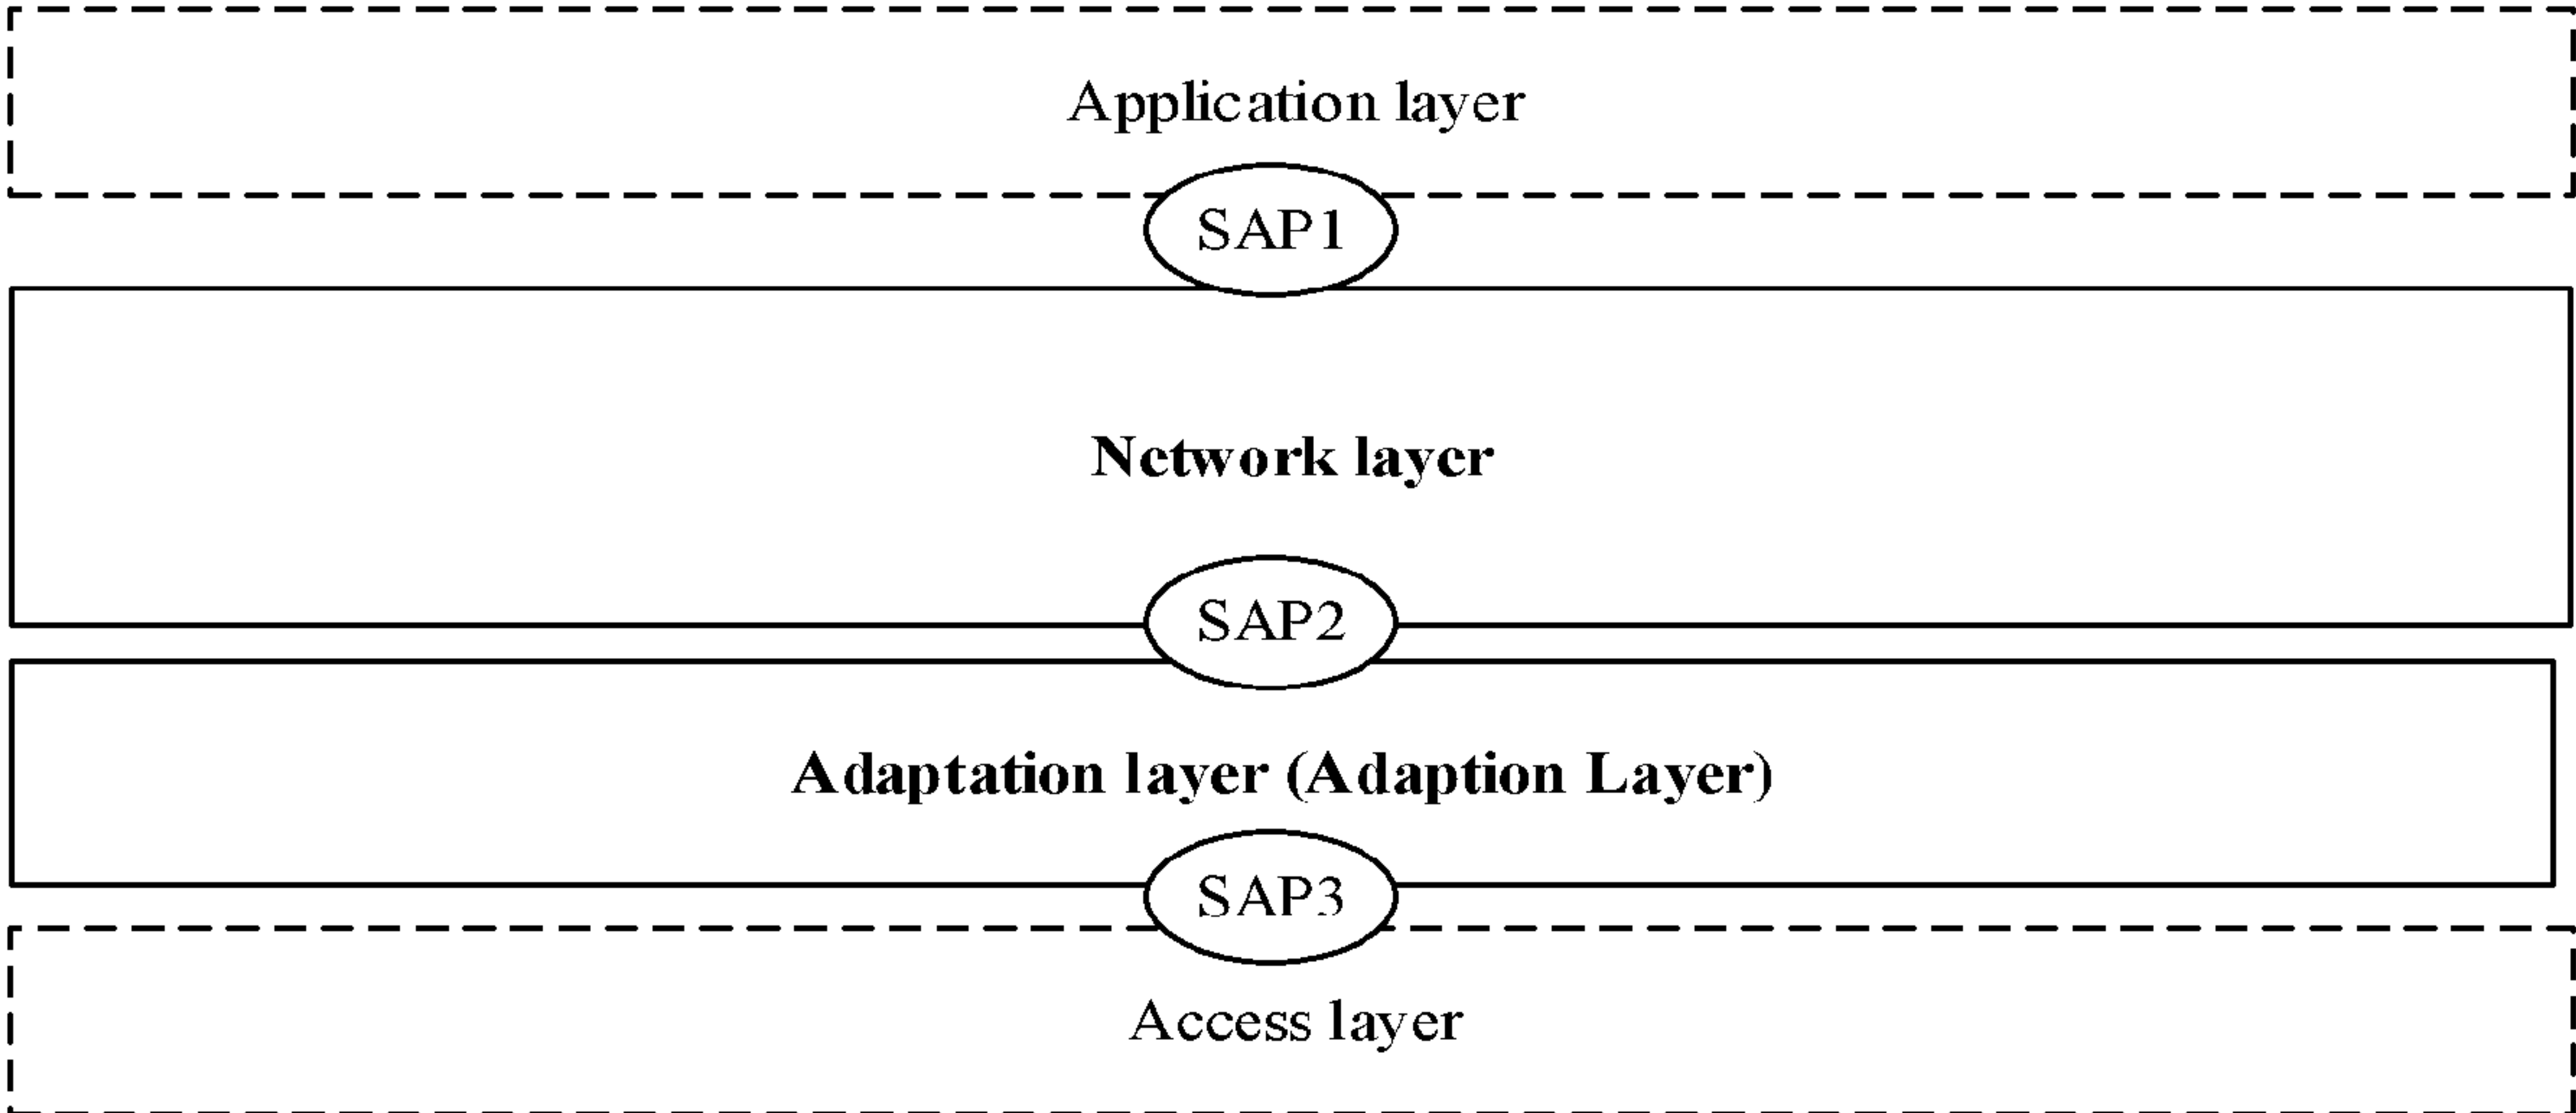 Application layer
SAP1
Network layer
SAP2
Adaptation layer (Adaption Layer)
SAP3
Access layer